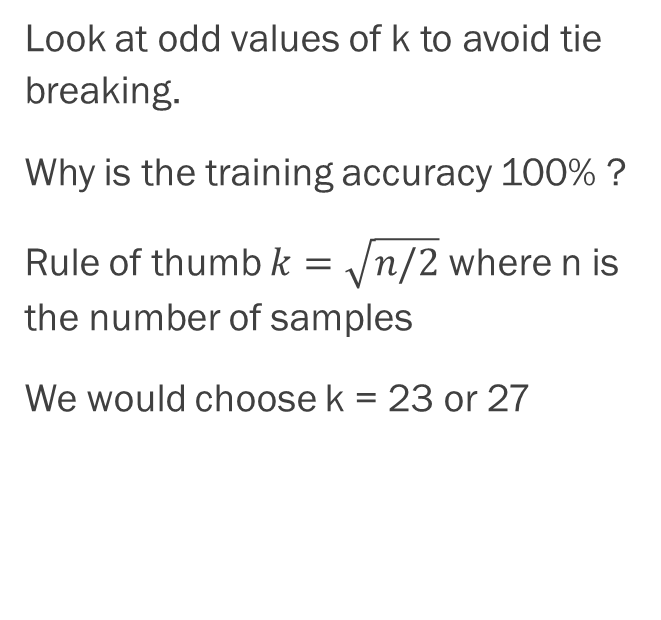 Look at odd values of k to avoid tie
breaking.
Why is the training accuracy 100% ?
Rule of thumb k = √n/2 where n is
the number of samples
We would choose k = 23 or 27